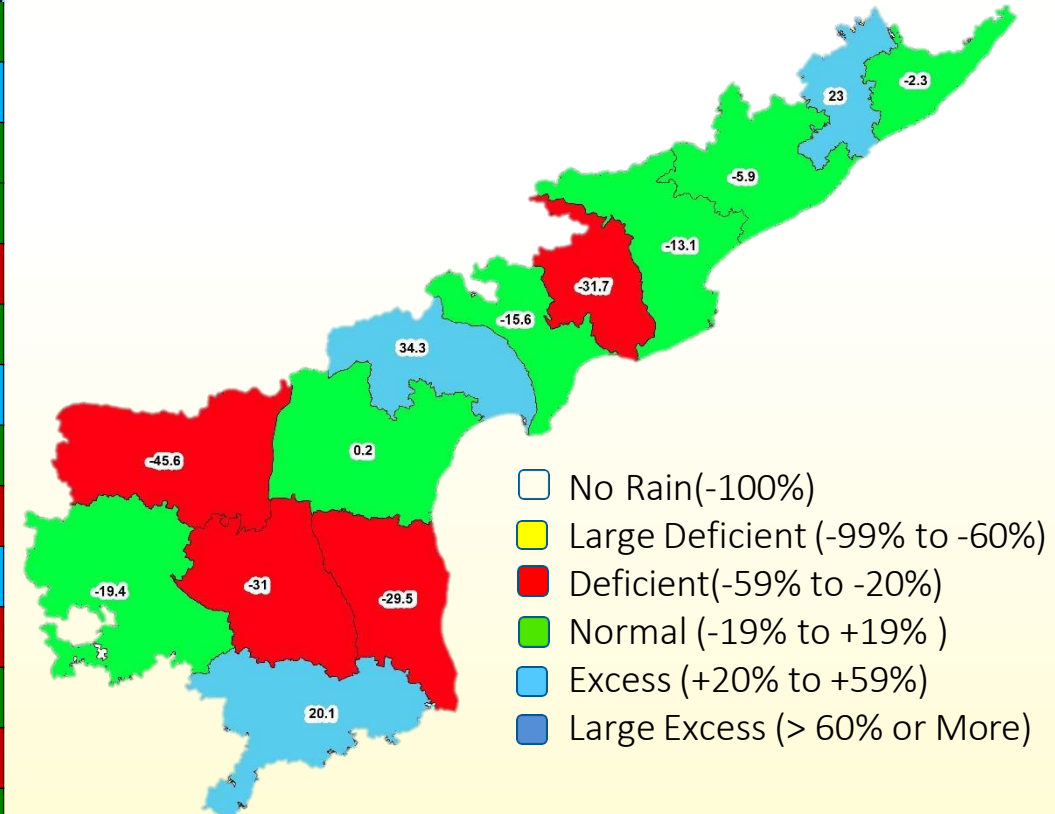 -2.3
23
-5.9
-13.1
-31.7
-15.6
34.3
0.2
-45.6
-31
-29.5
-19.4
20.1
No Rain(-100%)
Large Deficient (-99% to -60%)
Deficient(-59% to -20%)
Normal (-19% to +19% )
Excess (+20% to +59%)
Large Excess (> 60% or More)